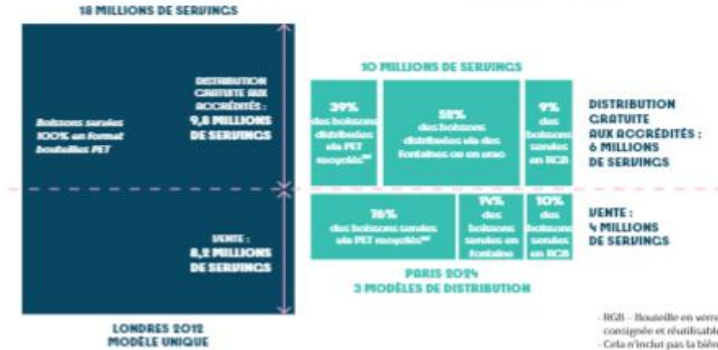 18 MILLIONS DE SERVINGS
DISTRIBUTION
GRATUITE AUX
ACCRÉDITÉS :
9,8 MILLIONS
DE SERVINGS
Boissons servies
100% en format
bouteilles PET
VENTE :
8,2 MILLIONS
DE SERVINGS
LONDRES 2012
MODÈLE UNIQUE
10 MILLIONS DE SERVINGS
39%
des boissons
distribuées
via PET
recyclés
52%
des boissons
distribuées via des
fontaines ou en vrac
9%
des
boissons
servies
en RGB
DISTRIBUTION
GRATUITE
AUX ACCRÉDITÉS :
6 MILLIONS
DE SERVINGS
76%
des boissons servies
via PET recyclés
14%
des
boissons
servies en
fontaine
10%
des
boissons
servies
en RGB
VENTE :
4 MILLIONS
DE SERVINGS
PARIS 2024
3 MODÈLES DE DISTRIBUTION
- RGB – Bouteille en verre
consignée et réutilisable
- Cela n'inclut pas la bière